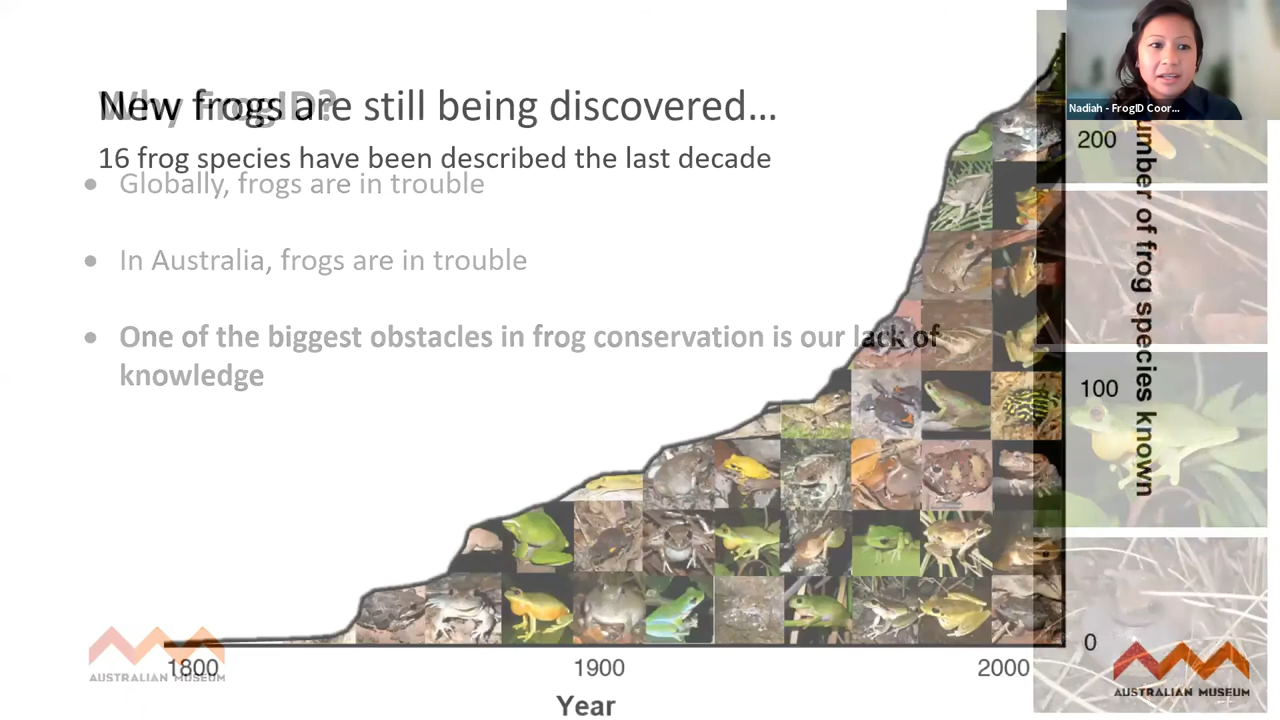 Why FrogID?
New frogs are still being discovered...
16 frog species have been described the last decade
• Globally, frogs are in trouble
• In Australia, frogs are in trouble
• One of the biggest obstacles in frog conservation is our lack of
knowledge
Nadiah - FrogID Coor...
200
100
0
umber of frog species known
1800
1900
2000
Year
AUSTRALIAN MUSEUM
AUSTRALIAN MUSEUM